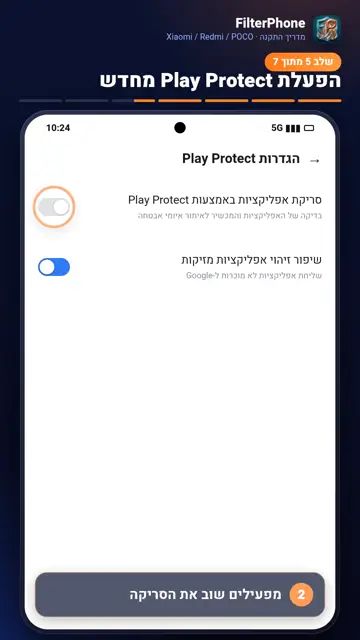 FilterPhone
מדריך התקנה · Xiaomi / Redmi / POCO
שלב 5 מתוך 7
הפעלת Play Protect מחדש
10:24
5G
הגדרות Play Protect →
סריקת אפליקציות באמצעות Play Protect
בדיקה של האפליקציות והמכשיר לאיתור איומי אבטחה
שיפור זיהוי אפליקציות מזיקות
שליחת אפליקציות לא מוכרות ל-Google
2 מפעילים שוב את הסריקה